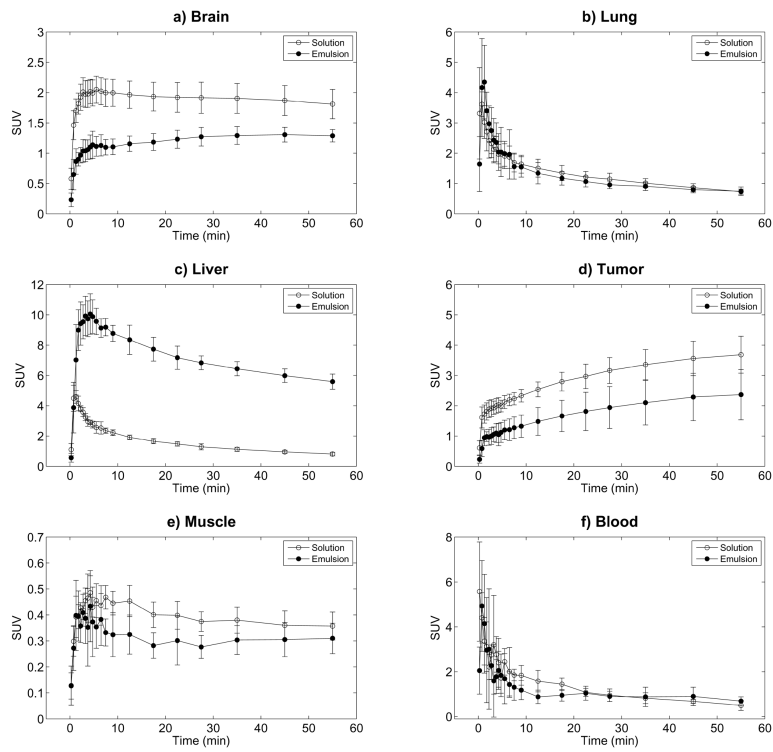 a) Brain
3
2.5
2
1.5
1
0.5
0
SUV
Solution
Emulsion
0 10 20 30 40 50 60
Time (min)
b) Lung
6
5
4
3
2
1
0
SUV
Solution
Emulsion
0 10 20 30 40 50 60
Time (min)
c) Liver
12
10
8
6
4
2
0
SUV
Solution
Emulsion
0 10 20 30 40 50 60
Time (min)
d) Tumor
6
5
4
3
2
1
0
SUV
Solution
Emulsion
0 10 20 30 40 50 60
Time (min)
e) Muscle
0.7
0.6
0.5
0.4
0.3
0.2
0.1
0
SUV
Solution
Emulsion
0 10 20 30 40 50 60
Time (min)
f) Blood
8
6
4
2
0
SUV
Solution
Emulsion
0 10 20 30 40 50 60
Time (min)